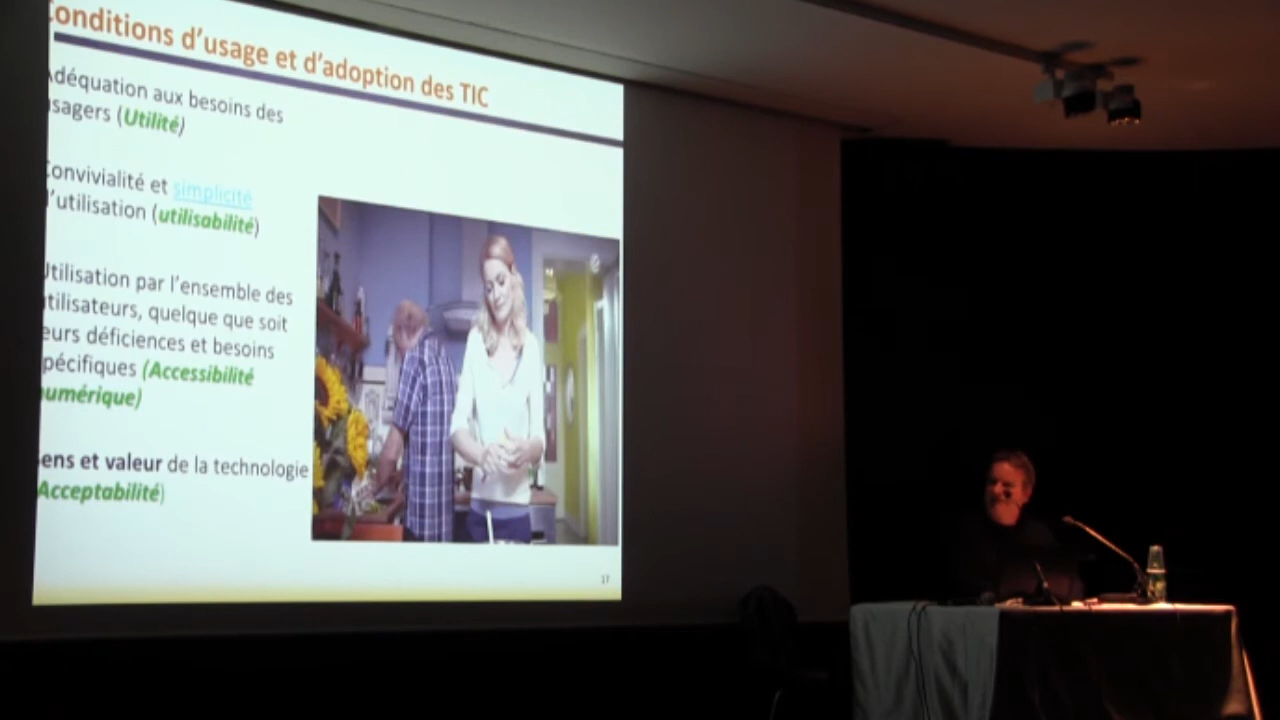 onditions d'usage et d'adoption des TIC
déquation aux besoins des
sagers (Utilité)
onvivialité et simplicité
l'utilisation (utilisabilité)
tilisation par l'ensemble des
tilisateurs, quelque que soit
eurs déficiences et besoins
pécifiques (Accessibilité
umérique)
ens et valeur de la technologie
Acceptabilité)
17